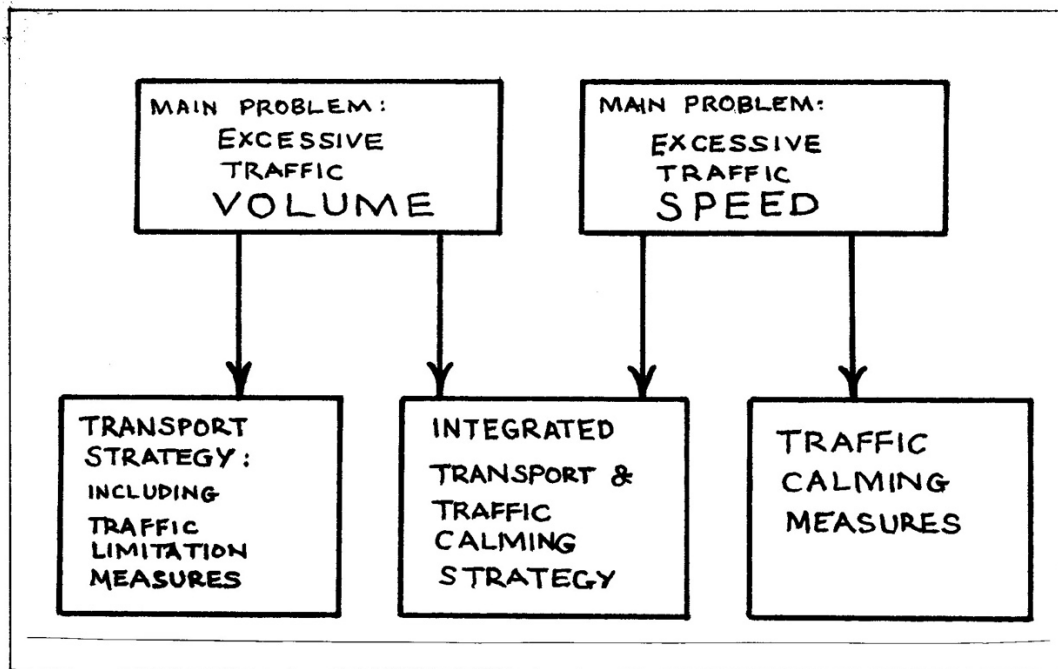 MAIN PROBLEM:
EXCESSIVE
TRAFFIC
VOLUME
MAIN PROBLEM:
EXCESSIVE
TRAFFIC
SPEED
TRANSPORT
STRATEGY:
INCLUDING
TRAFFIC
LIMITATION
MEASURES
INTEGRATED
TRANSPORT &
TRAFFIC
CALMING
STRATEGY
TRAFFIC
CALMING
MEASURES